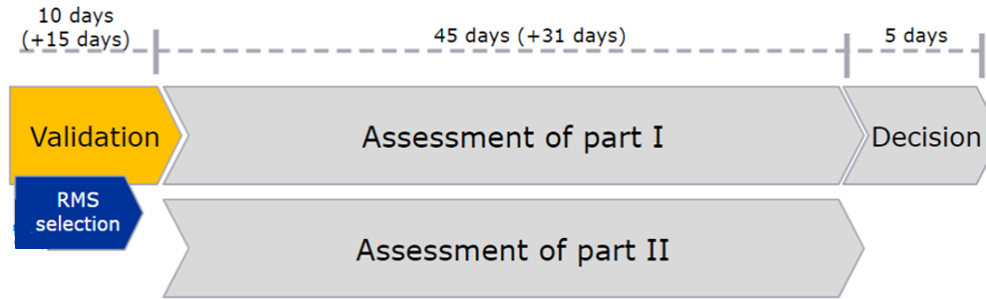 10 days
(+15 days)
45 days (+31 days)
5 days
Validation
Assessment of part I
Decision
RMS
selection
Assessment of part II